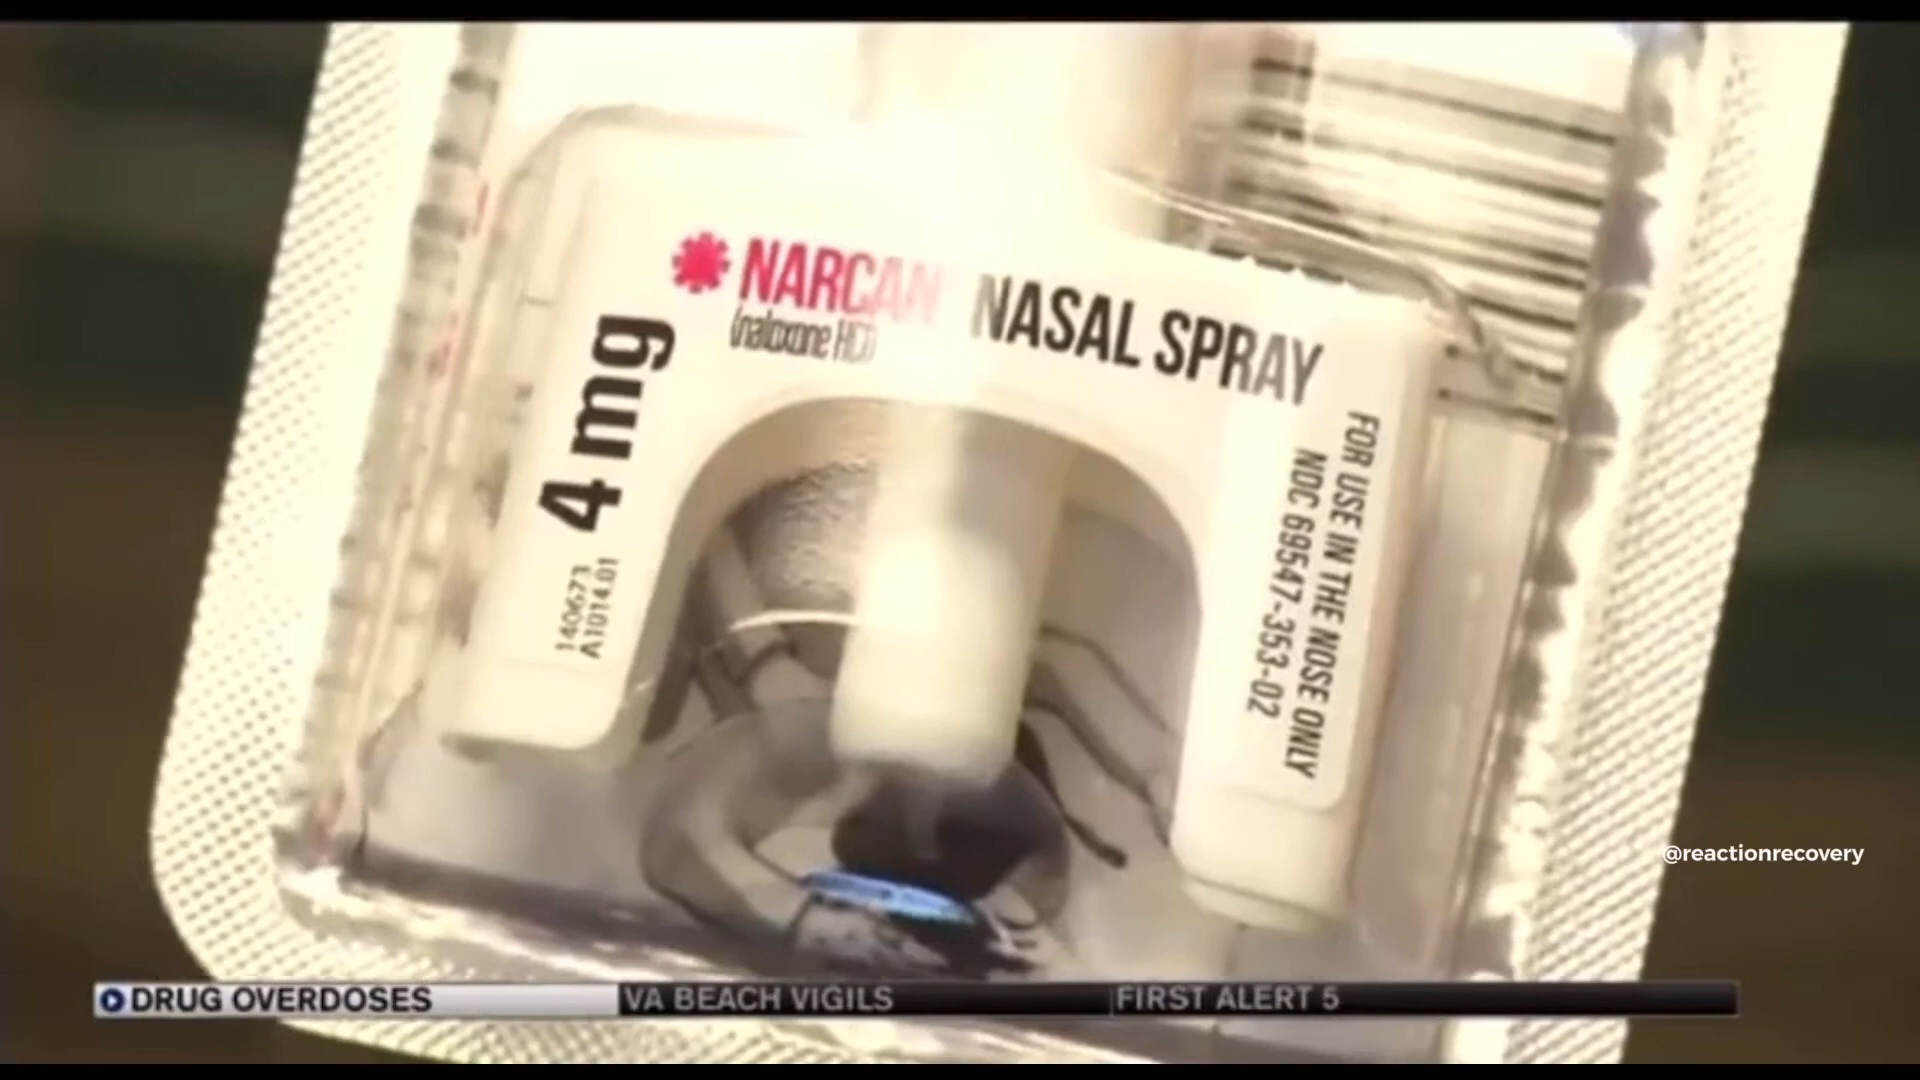 NARCAN NASAL SPRAY
(naloxone HCl)
4 mg
140673
A1014.01
FOR USE IN THE NOSE ONLY
NDC 69547-353-02
@reactionrecovery
DRUG OVERDOSES
VA BEACH VIGILS
FIRST ALERT 5